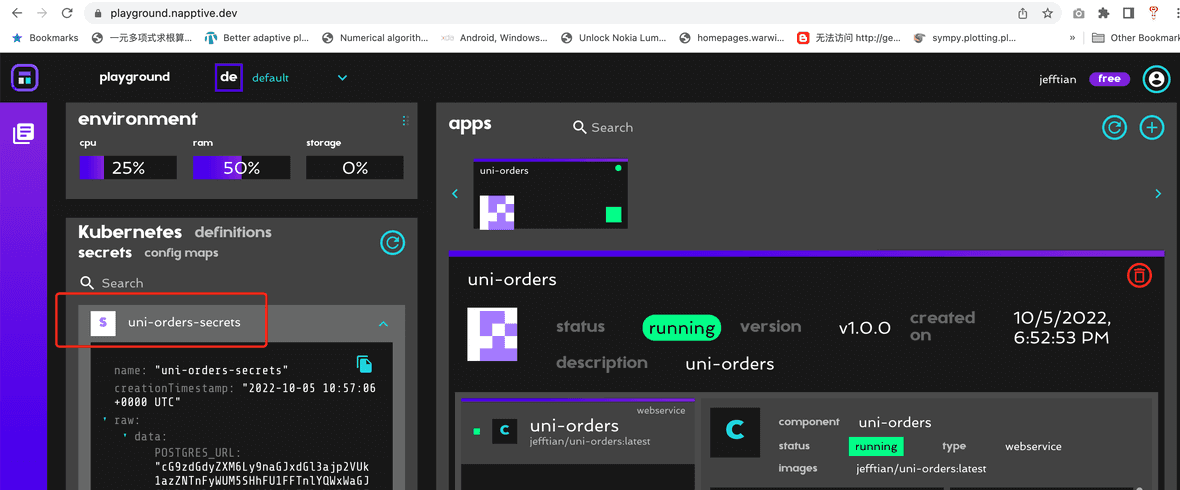 playground.napptive.dev
Bookmarks 一元多项式求根算... Better adaptive pl... Numerical algorith... xda Android, Windows... Unlock Nokia Lum... homepages.warwi... 无法访问 http://ge... sympy.plotting.pl... » Other Bookmark
playground de default jefftian free
environment
cpu ram storage
25% 50% 0%
Kubernetes definitions
secrets config maps
Search
S uni-orders-secrets
name: "uni-orders-secrets"
creationTimestamp: "2022-10-05 10:57:06
+0000 UTC"
raw:
data:
POSTGRES_URL:
"cG9zdGdyZXM6Ly9naGJxdGl3ajp2VUk
1azZNTnFyWUM5SHhFU1FFTnlYQWxWaGJ
apps Search
uni-orders
uni-orders
status running version v1.0.0 created
on 10/5/2022,
6:52:53 PM
description uni-orders
webservice
C uni-orders
jefftian/uni-orders:latest
C component uni-orders
status running type webservice
images jefftian/uni-orders:latest